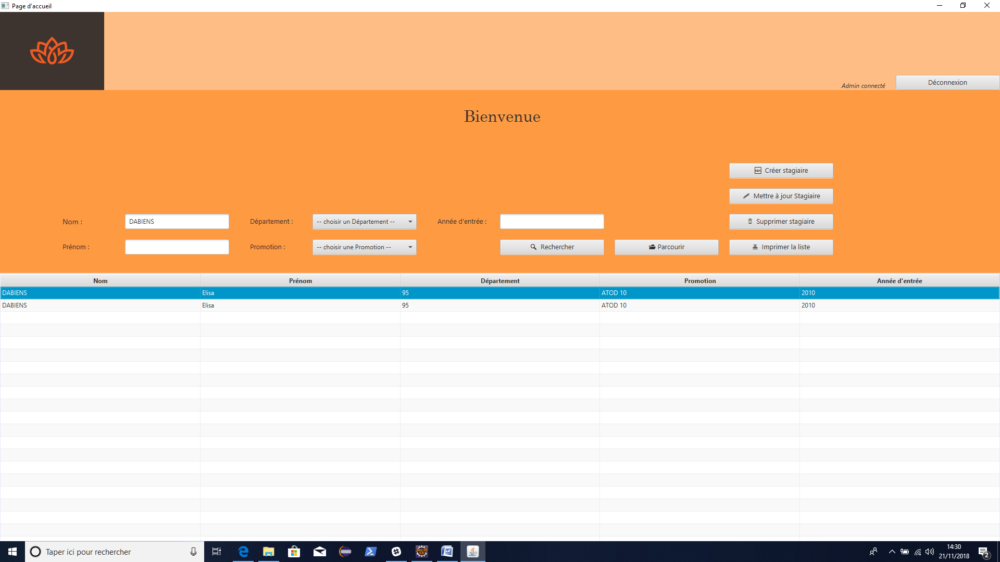 Page d'accueil
Admin connecté
Déconnexion
Bienvenue
Créer stagiaire
Mettre à jour Stagiaire
Nom :
DABIENS
Département :
-- choisir un Département --
Année d'entrée :
Supprimer stagiaire
Prénom :
Promotion :
-- choisir une Promotion --
Rechercher
Parcourir
Imprimer la liste
Nom Prénom Département Promotion Année d'entrée
DABIENS Elisa 95 ATOD 10 2010
DABIENS Elisa 95 ATOD 10 2010
Taper ici pour rechercher
14:30
21/11/2018
2